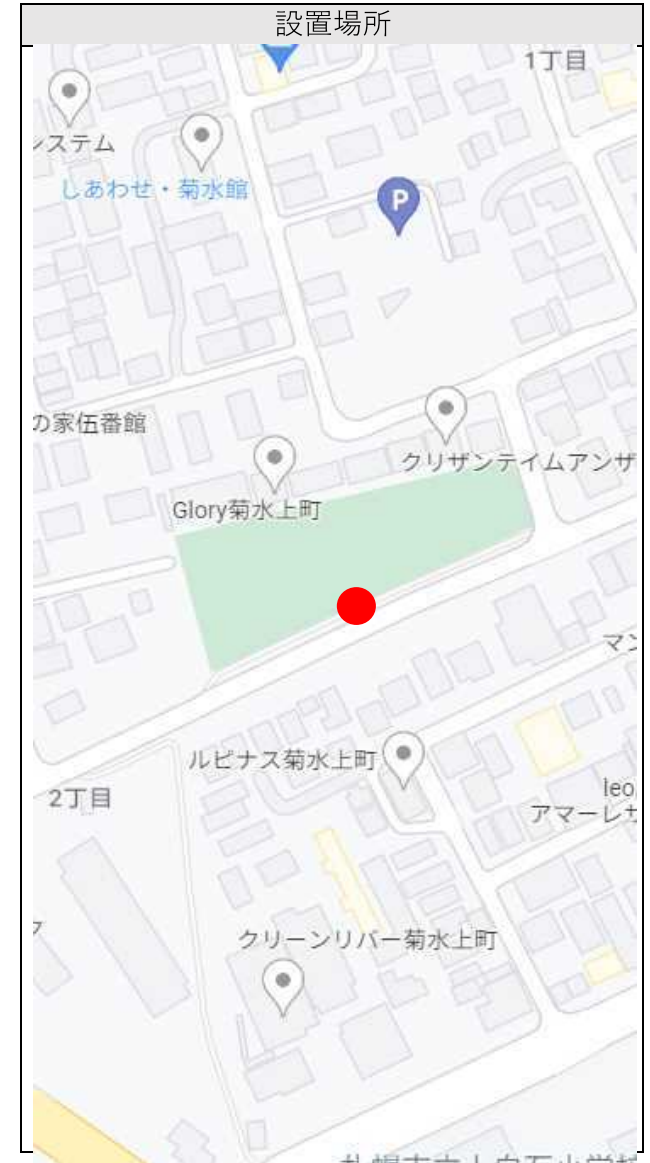 設置場所
1丁目
システム
しあわせ・菊水館
P
の家伍番館
クリザンテイムアンザ
Glory菊水上町
マン
ルピナス菊水上町
2丁目
leo
アマーレサ
ク
クリーンリバー菊水上町